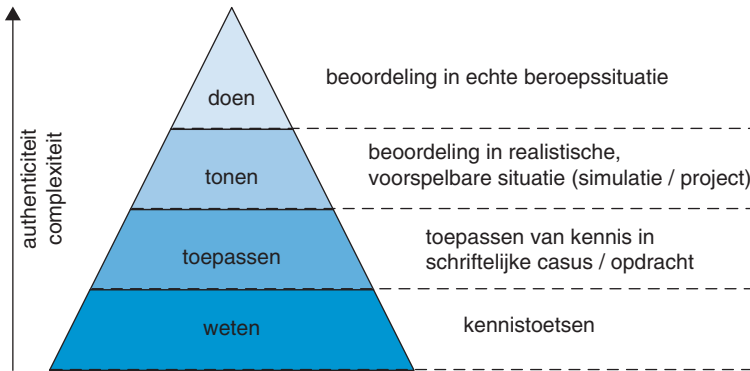 authenticiteit
complexiteit
doen
beoordeling in echte beroepssituatie
tonen
beoordeling in realistische,
voorspelbare situatie (simulatie / project)
toepassen
toepassen van kennis in
schriftelijke casus / opdracht
weten
kennistoetsen